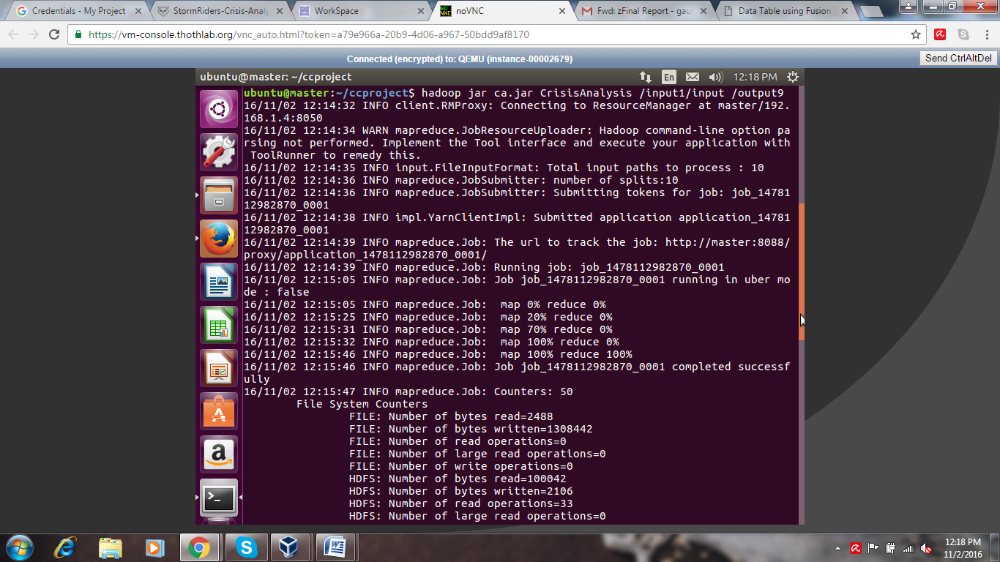 Credentials - My Project
StormRiders-Crisis-Analy
WorkSpace
noVNC
Fwd: zFinal Report - gau
Data Table using Fusion
https://vm-console.thothlab.org/vnc_auto.html?token=a79e966a-20b9-4d06-a967-50bdd9af8170
Connected (encrypted) to: QEMU (instance-00002679)
Send CtrlAltDel
ubuntu@master: ~/ccproject
En
12:18 PM
ubuntu@master:~/ccproject$ hadoop jar ca.jar CrisisAnalysis /input1/input /output9
16/11/02 12:14:32 INFO client.RMProxy: Connecting to ResourceManager at master/192.
168.1.4:8050
16/11/02 12:14:34 WARN mapreduce.JobResourceUploader: Hadoop command-line option pa
rsing not performed. Implement the Tool interface and execute your application with
 ToolRunner to remedy this.
16/11/02 12:14:35 INFO input.FileInputFormat: Total input paths to process : 10
16/11/02 12:14:36 INFO mapreduce.JobSubmitter: number of splits:10
16/11/02 12:14:36 INFO mapreduce.JobSubmitter: Submitting tokens for job: job_14781
12982870_0001
16/11/02 12:14:38 INFO impl.YarnClientImpl: Submitted application application_14781
12982870_0001
16/11/02 12:14:39 INFO mapreduce.Job: The url to track the job: http://master:8088/
proxy/application_1478112982870_0001/
16/11/02 12:14:39 INFO mapreduce.Job: Running job: job_1478112982870_0001
16/11/02 12:15:05 INFO mapreduce.Job: Job job_1478112982870_0001 running in uber mo
de : false
16/11/02 12:15:05 INFO mapreduce.Job:  map 0% reduce 0%
16/11/02 12:15:25 INFO mapreduce.Job:  map 20% reduce 0%
16/11/02 12:15:31 INFO mapreduce.Job:  map 70% reduce 0%
16/11/02 12:15:32 INFO mapreduce.Job:  map 100% reduce 0%
16/11/02 12:15:46 INFO mapreduce.Job:  map 100% reduce 100%
16/11/02 12:15:46 INFO mapreduce.Job: Job job_1478112982870_0001 completed successf
ully
16/11/02 12:15:47 INFO mapreduce.Job: Counters: 50
File System Counters
FILE: Number of bytes read=2488
FILE: Number of bytes written=1308442
FILE: Number of read operations=0
FILE: Number of large read operations=0
FILE: Number of write operations=0
HDFS: Number of bytes read=100042
HDFS: Number of bytes written=2106
HDFS: Number of read operations=33
HDFS: Number of large read operations=0
12:18 PM
11/2/2016